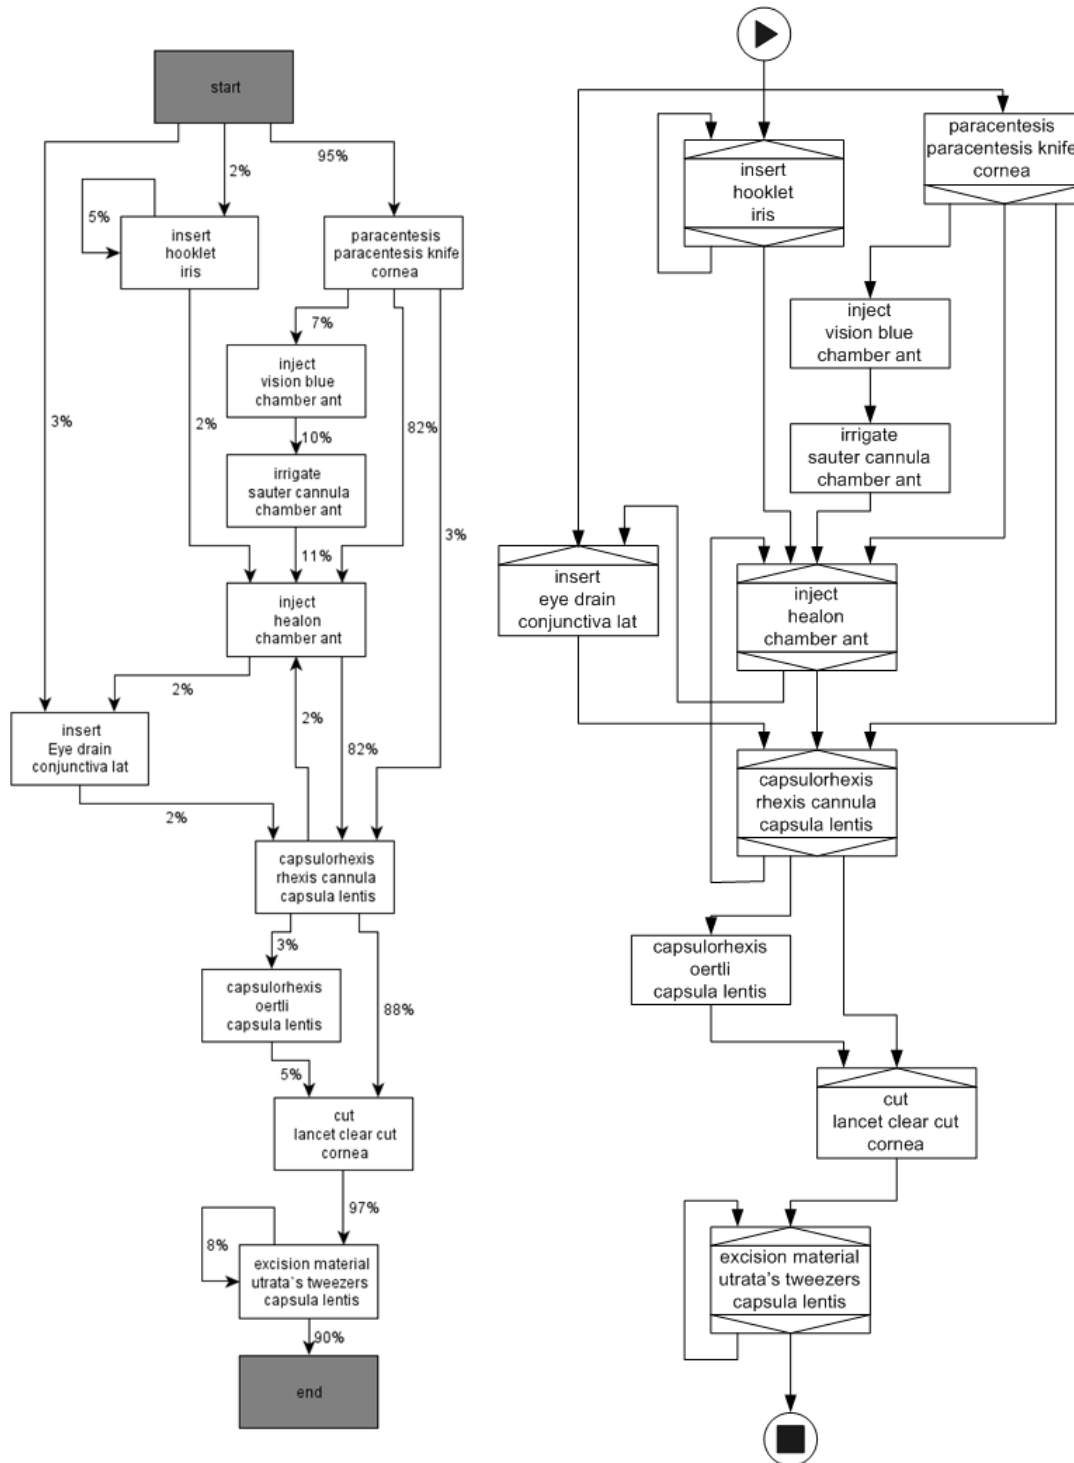 start
2%
95%
5%
insert
hooklet
iris
paracentesis
paracentesis knife
cornea
7%
inject
vision blue
chamber ant
3%
2%
82%
10%
irrigate
sauter cannula
chamber ant
3%
11%
inject
healon
chamber ant
2%
insert
Eye drain
conjunctiva lat
2%
82%
2%
capsulorhexis
rhexis cannula
capsula lentis
3%
capsulorhexis
oertli
capsula lentis
88%
5%
cut
lancet clear cut
cornea
97%
8%
excision material
utrata`s tweezers
capsula lentis
90%
end
paracentesis
paracentesis knife
cornea
insert
hooklet
iris
inject
vision blue
chamber ant
irrigate
sauter cannula
chamber ant
insert
eye drain
conjunctiva lat
inject
healon
chamber ant
capsulorhexis
rhexis cannula
capsula lentis
capsulorhexis
oertli
capsula lentis
cut
lancet clear cut
cornea
excision material
utrata's tweezers
capsula lentis